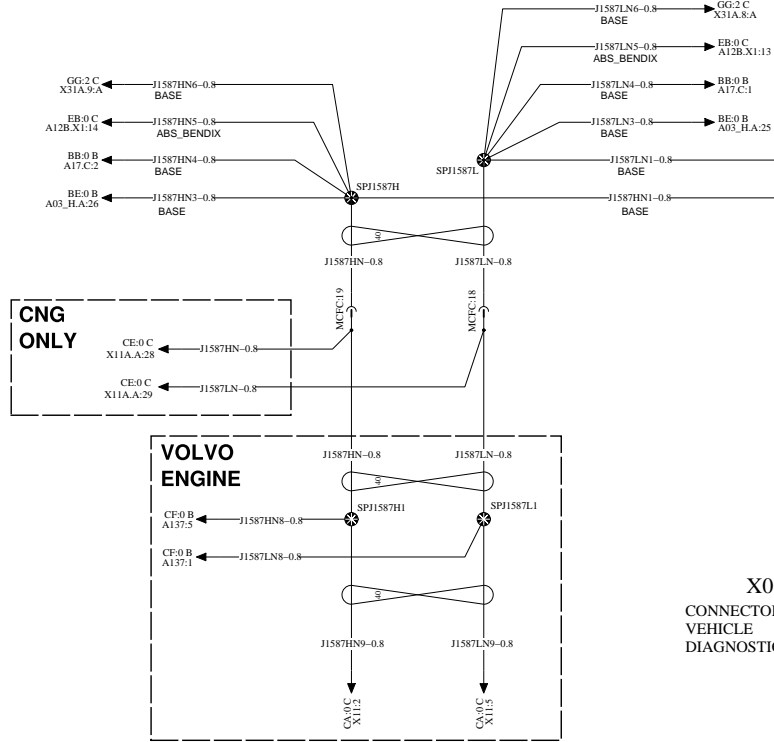 GG:2 C
X31A.8:A
J1587LN6–0.8
BASE
EB:0 C
A12B.X1:13
J1587LN5–0.8
ABS_BENDIX
GG:2 C
X31A.9:A
J1587HN6–0.8
BASE
BB:0 B
A17.C:1
J1587LN4–0.8
BASE
EB:0 C
A12B.X1:14
J1587HN5–0.8
ABS_BENDIX
BE:0 B
A03_H.A:25
J1587LN3–0.8
BASE
BB:0 B
A17.C:2
J1587HN4–0.8
BASE
SPJ1587L
J1587LN1–0.8
BASE
SPJ1587H
BE:0 B
A03_H.A:26
J1587HN3–0.8
BASE
J1587HN1–0.8
BASE
40
J1587HN–0.8
J1587LN–0.8
MCFC:19
MCFC:18
CNG
ONLY
CE:0 C
X11A.A:28
J1587HN–0.8
CE:0 C
X11A.A:29
J1587LN–0.8
VOLVO
ENGINE
J1587HN–0.8
J1587LN–0.8
40
SPJ1587H1
SPJ1587L1
CF:0 B
A137:5
J1587HN8–0.8
CF:0 B
A137:1
J1587LN8–0.8
40
J1587HN9–0.8
J1587LN9–0.8
CA:0 C
X11:2
CA:0 C
X11:5
X0
CONNECTOR
VEHICLE
DIAGNOSTIC